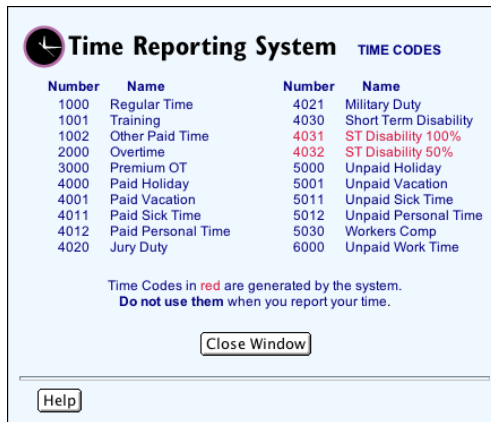 Time Reporting System TIME CODES
Number Name Number Name
1000 Regular Time 4021 Military Duty
1001 Training 4030 Short Term Disability
1002 Other Paid Time 4031 ST Disability 100%
2000 Overtime 4032 ST Disability 50%
3000 Premium OT 5000 Unpaid Holiday
4000 Paid Holiday 5001 Unpaid Vacation
4001 Paid Vacation 5011 Unpaid Sick Time
4011 Paid Sick Time 5012 Unpaid Personal Time
4012 Paid Personal Time 5030 Workers Comp
4020 Jury Duty 6000 Unpaid Work Time
Time Codes in red are generated by the system.
Do not use them when you report your time.
Close Window
Help